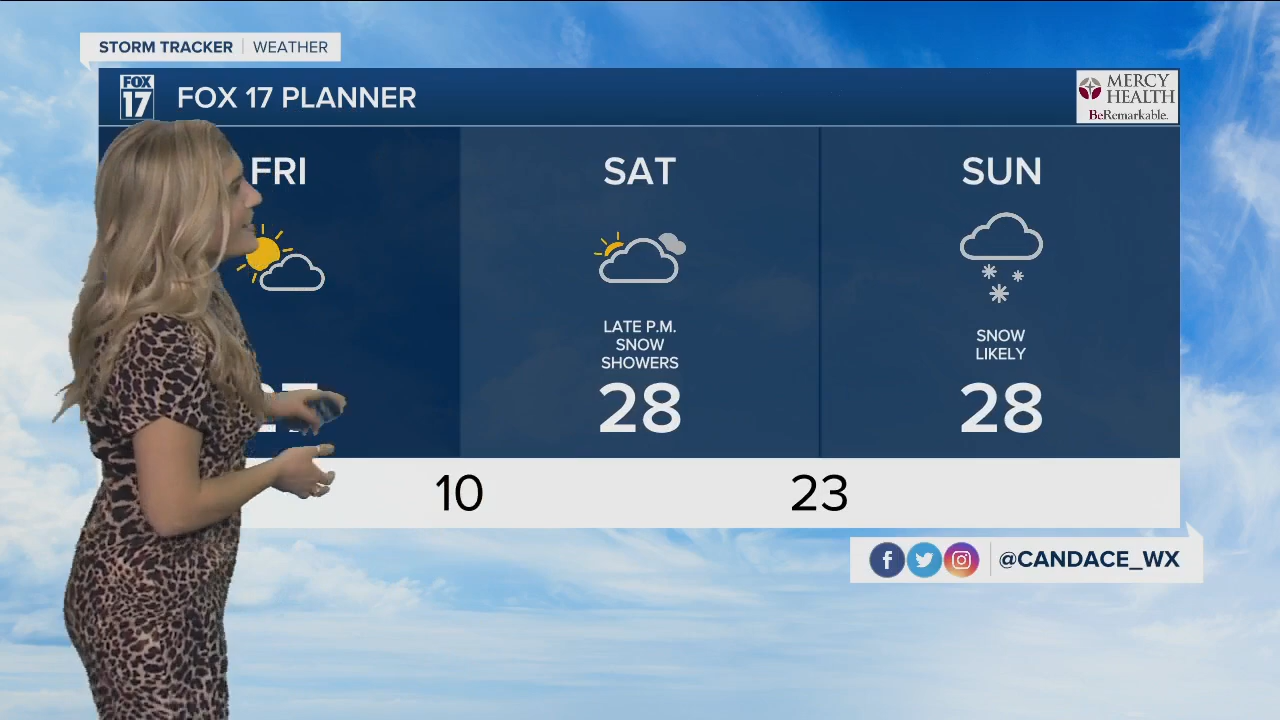 STORM TRACKER | WEATHER
FOX
17
FOX 17 PLANNER
MERCY
HEALTH
BeRemarkable.
FRI
SAT
SUN
LATE P.M.
SNOW
SHOWERS
SNOW
LIKELY
28
28
10
23
f
@CANDACE_WX